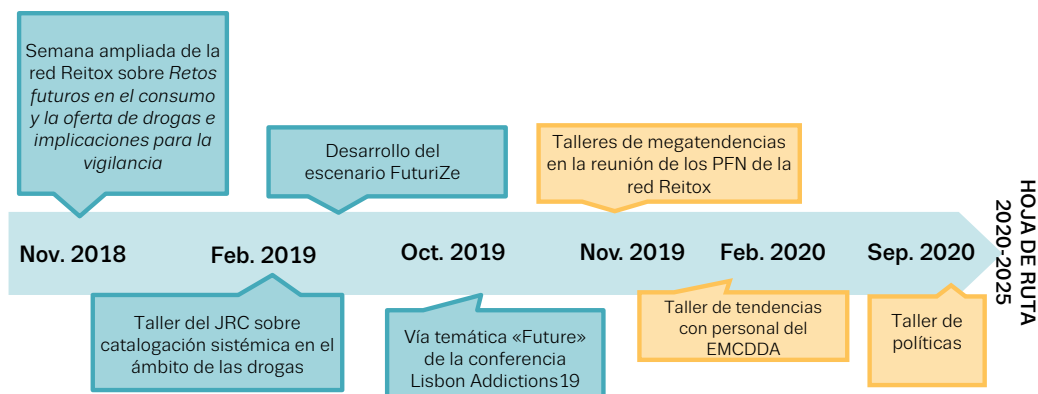 Semana ampliada de la
red Reitox sobre Retos
futuros en el consumo
y la oferta de drogas e
implicaciones para la
vigilancia
Desarrollo del
escenario FuturiZe
Talleres de megatendencias
en la reunión de los PFN de la
red Reitox
Nov. 2018
Feb. 2019
Oct. 2019
Nov. 2019
Feb. 2020
Sep. 2020
HOJA DE RUTA
2020-2025
Taller del JRC sobre
catalogación sistémica en el
ámbito de las drogas
Vía temática «Future»
de la conferencia
Lisbon Addictions19
Taller de tendencias
con personal del
EMCDDA
Taller de
políticas